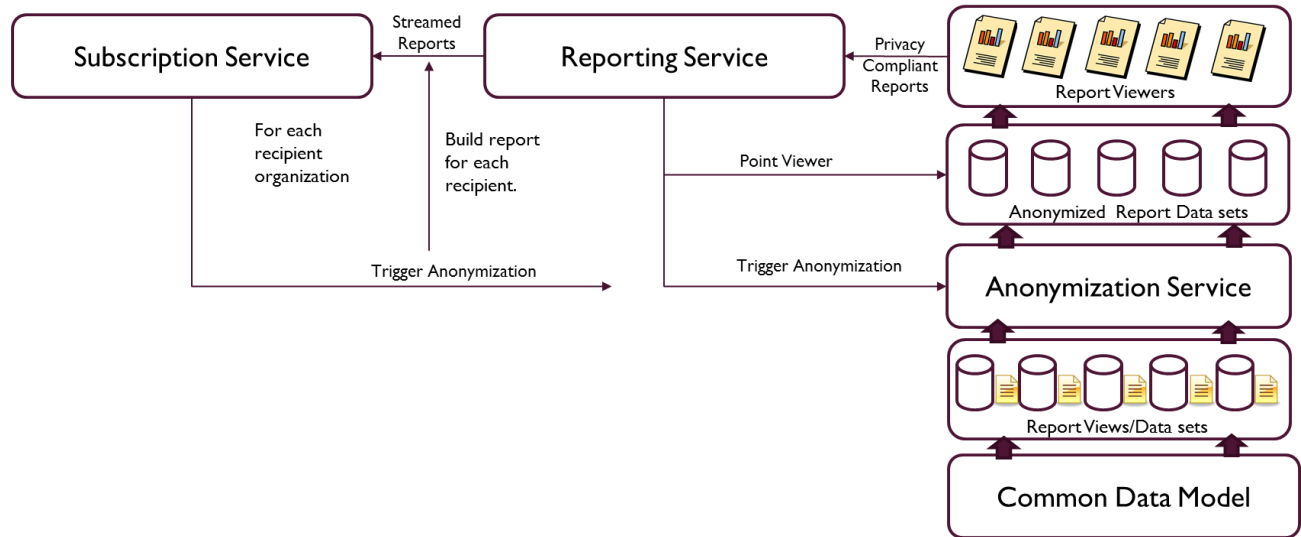 Subscription Service
Streamed
Reports
Reporting Service
Privacy
Compliant
Reports
Report Viewers
For each
recipient
organization
Build report
for each
recipient.
Point Viewer
Anonymized Report Data sets
Trigger Anonymization
Trigger Anonymization
Anonymization Service
Report Views/Data sets
Common Data Model